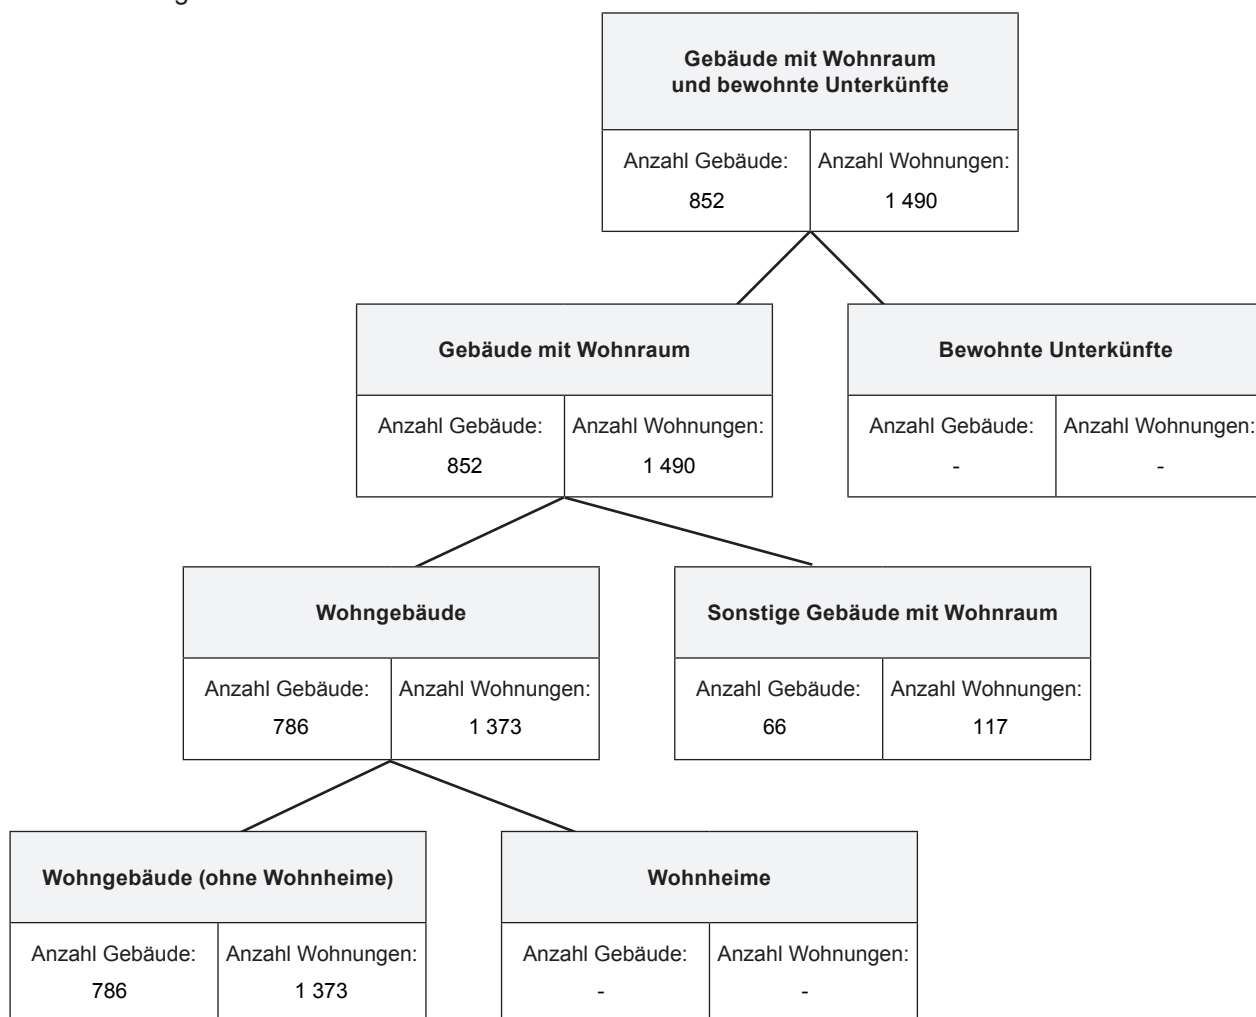 Gebäude mit Wohnraum
und bewohnte Unterkünfte
Anzahl Gebäude: Anzahl Wohnungen:
852 1 490
Gebäude mit Wohnraum
Anzahl Gebäude: Anzahl Wohnungen:
852 1 490
Bewohnte Unterkünfte
Anzahl Gebäude: Anzahl Wohnungen:
- -
Wohngebäude
Anzahl Gebäude: Anzahl Wohnungen:
786 1 373
Sonstige Gebäude mit Wohnraum
Anzahl Gebäude: Anzahl Wohnungen:
66 117
Wohngebäude (ohne Wohnheime)
Anzahl Gebäude: Anzahl Wohnungen:
786 1 373
Wohnheime
Anzahl Gebäude: Anzahl Wohnungen:
- -